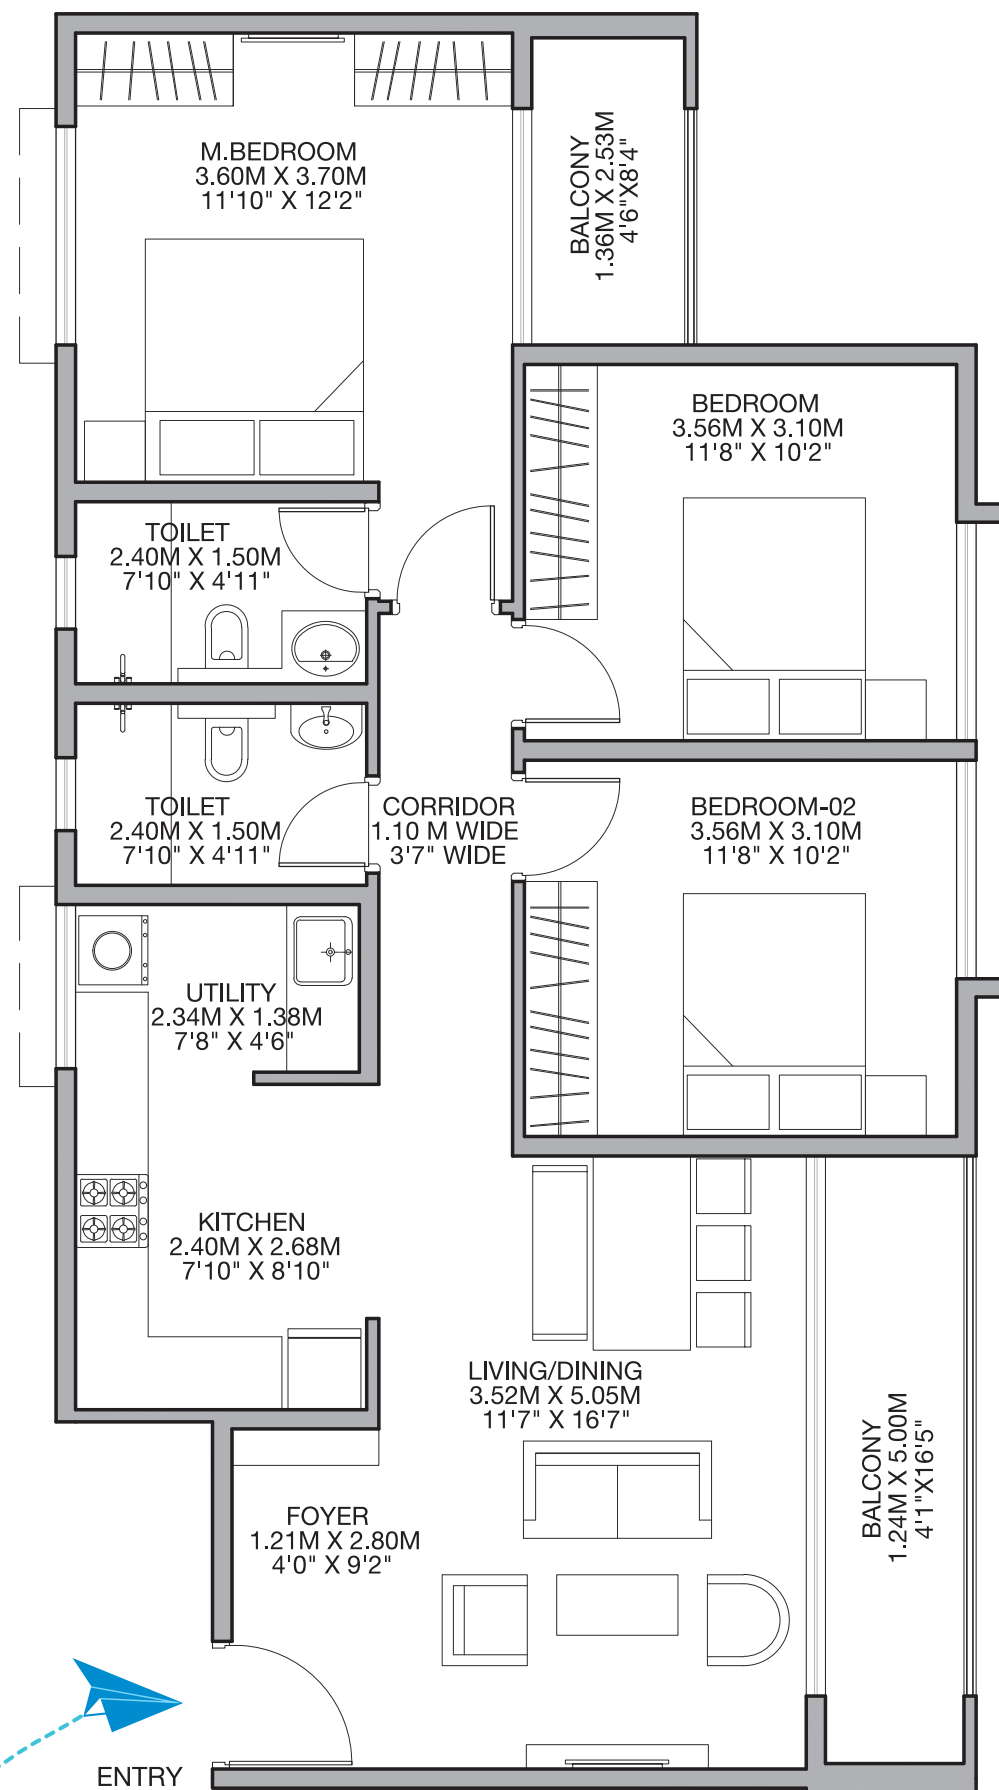 M.BEDROOM
3.60M X 3.70M
11'10" X 12'2"
BALCONY
1.36M X 2.53M
4'6"X8'4"
BEDROOM
3.56M X 3.10M
11'8" X 10'2"
TOILET
2.40M X 1.50M
7'10" X 4'11"
TOILET
2.40M X 1.50M
7'10" X 4'11"
CORRIDOR
1.10 M WIDE
3'7" WIDE
BEDROOM-02
3.56M X 3.10M
11'8" X 10'2"
UTILITY
2.34M X 1.38M
7'8" X 4'6"
KITCHEN
2.40M X 2.68M
7'10" X 8'10"
LIVING/DINING
3.52M X 5.05M
11'7" X 16'7"
BALCONY
1.24M X 5.00M
4'1"X16'5"
FOYER
1.21M X 2.80M
4'0" X 9'2"
ENTRY